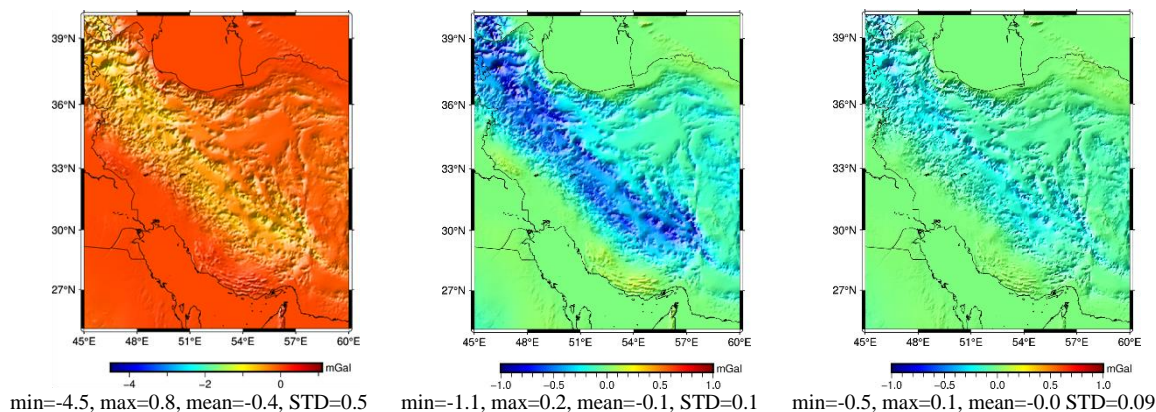 39°N
36°N
33°N
30°N
27°N
45°E 48°E 51°E 54°E 57°E 60°E
−4 −2 0 mGal
min=-4.5, max=0.8, mean=-0.4, STD=0.5
39°N
36°N
33°N
30°N
27°N
45°E 48°E 51°E 54°E 57°E 60°E
−1.0 −0.5 0.0 0.5 1.0 mGal
min=-1.1, max=0.2, mean=-0.1, STD=0.1
39°N
36°N
33°N
30°N
27°N
45°E 48°E 51°E 54°E 57°E 60°E
−1.0 −0.5 0.0 0.5 1.0 mGal
min=-0.5, max=0.1, mean=-0.0 STD=0.09